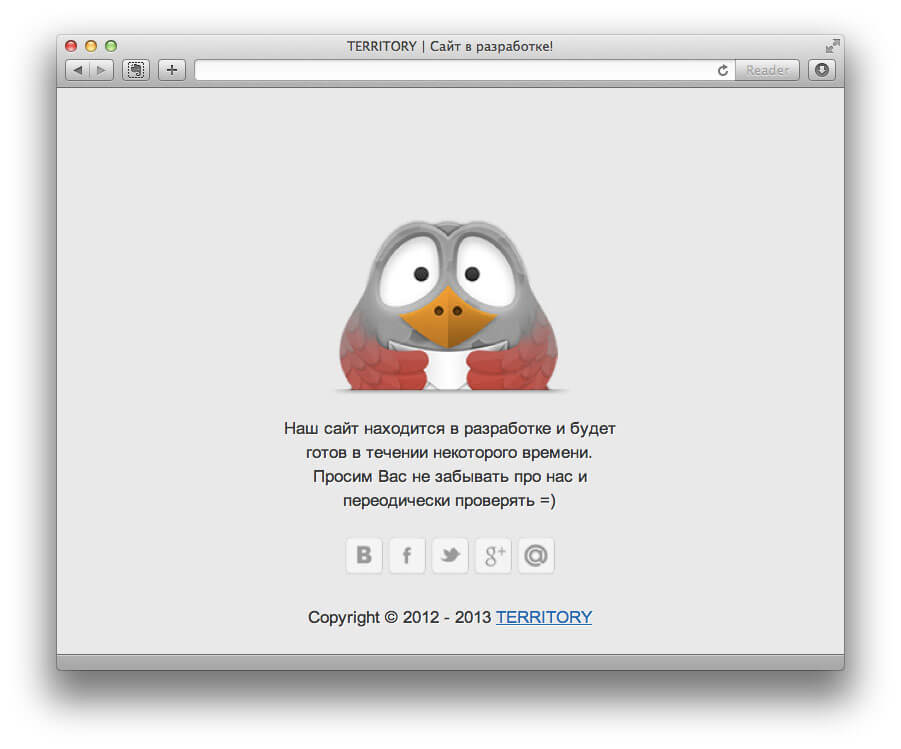 TERRITORY | Сайт в разработке!
Reader
Наш сайт находится в разработке и будет
готов в течении некоторого времени.
Просим Вас не забывать про нас и
переодически проверять =)
B f g+ @
Copyright © 2012 - 2013 TERRITORY